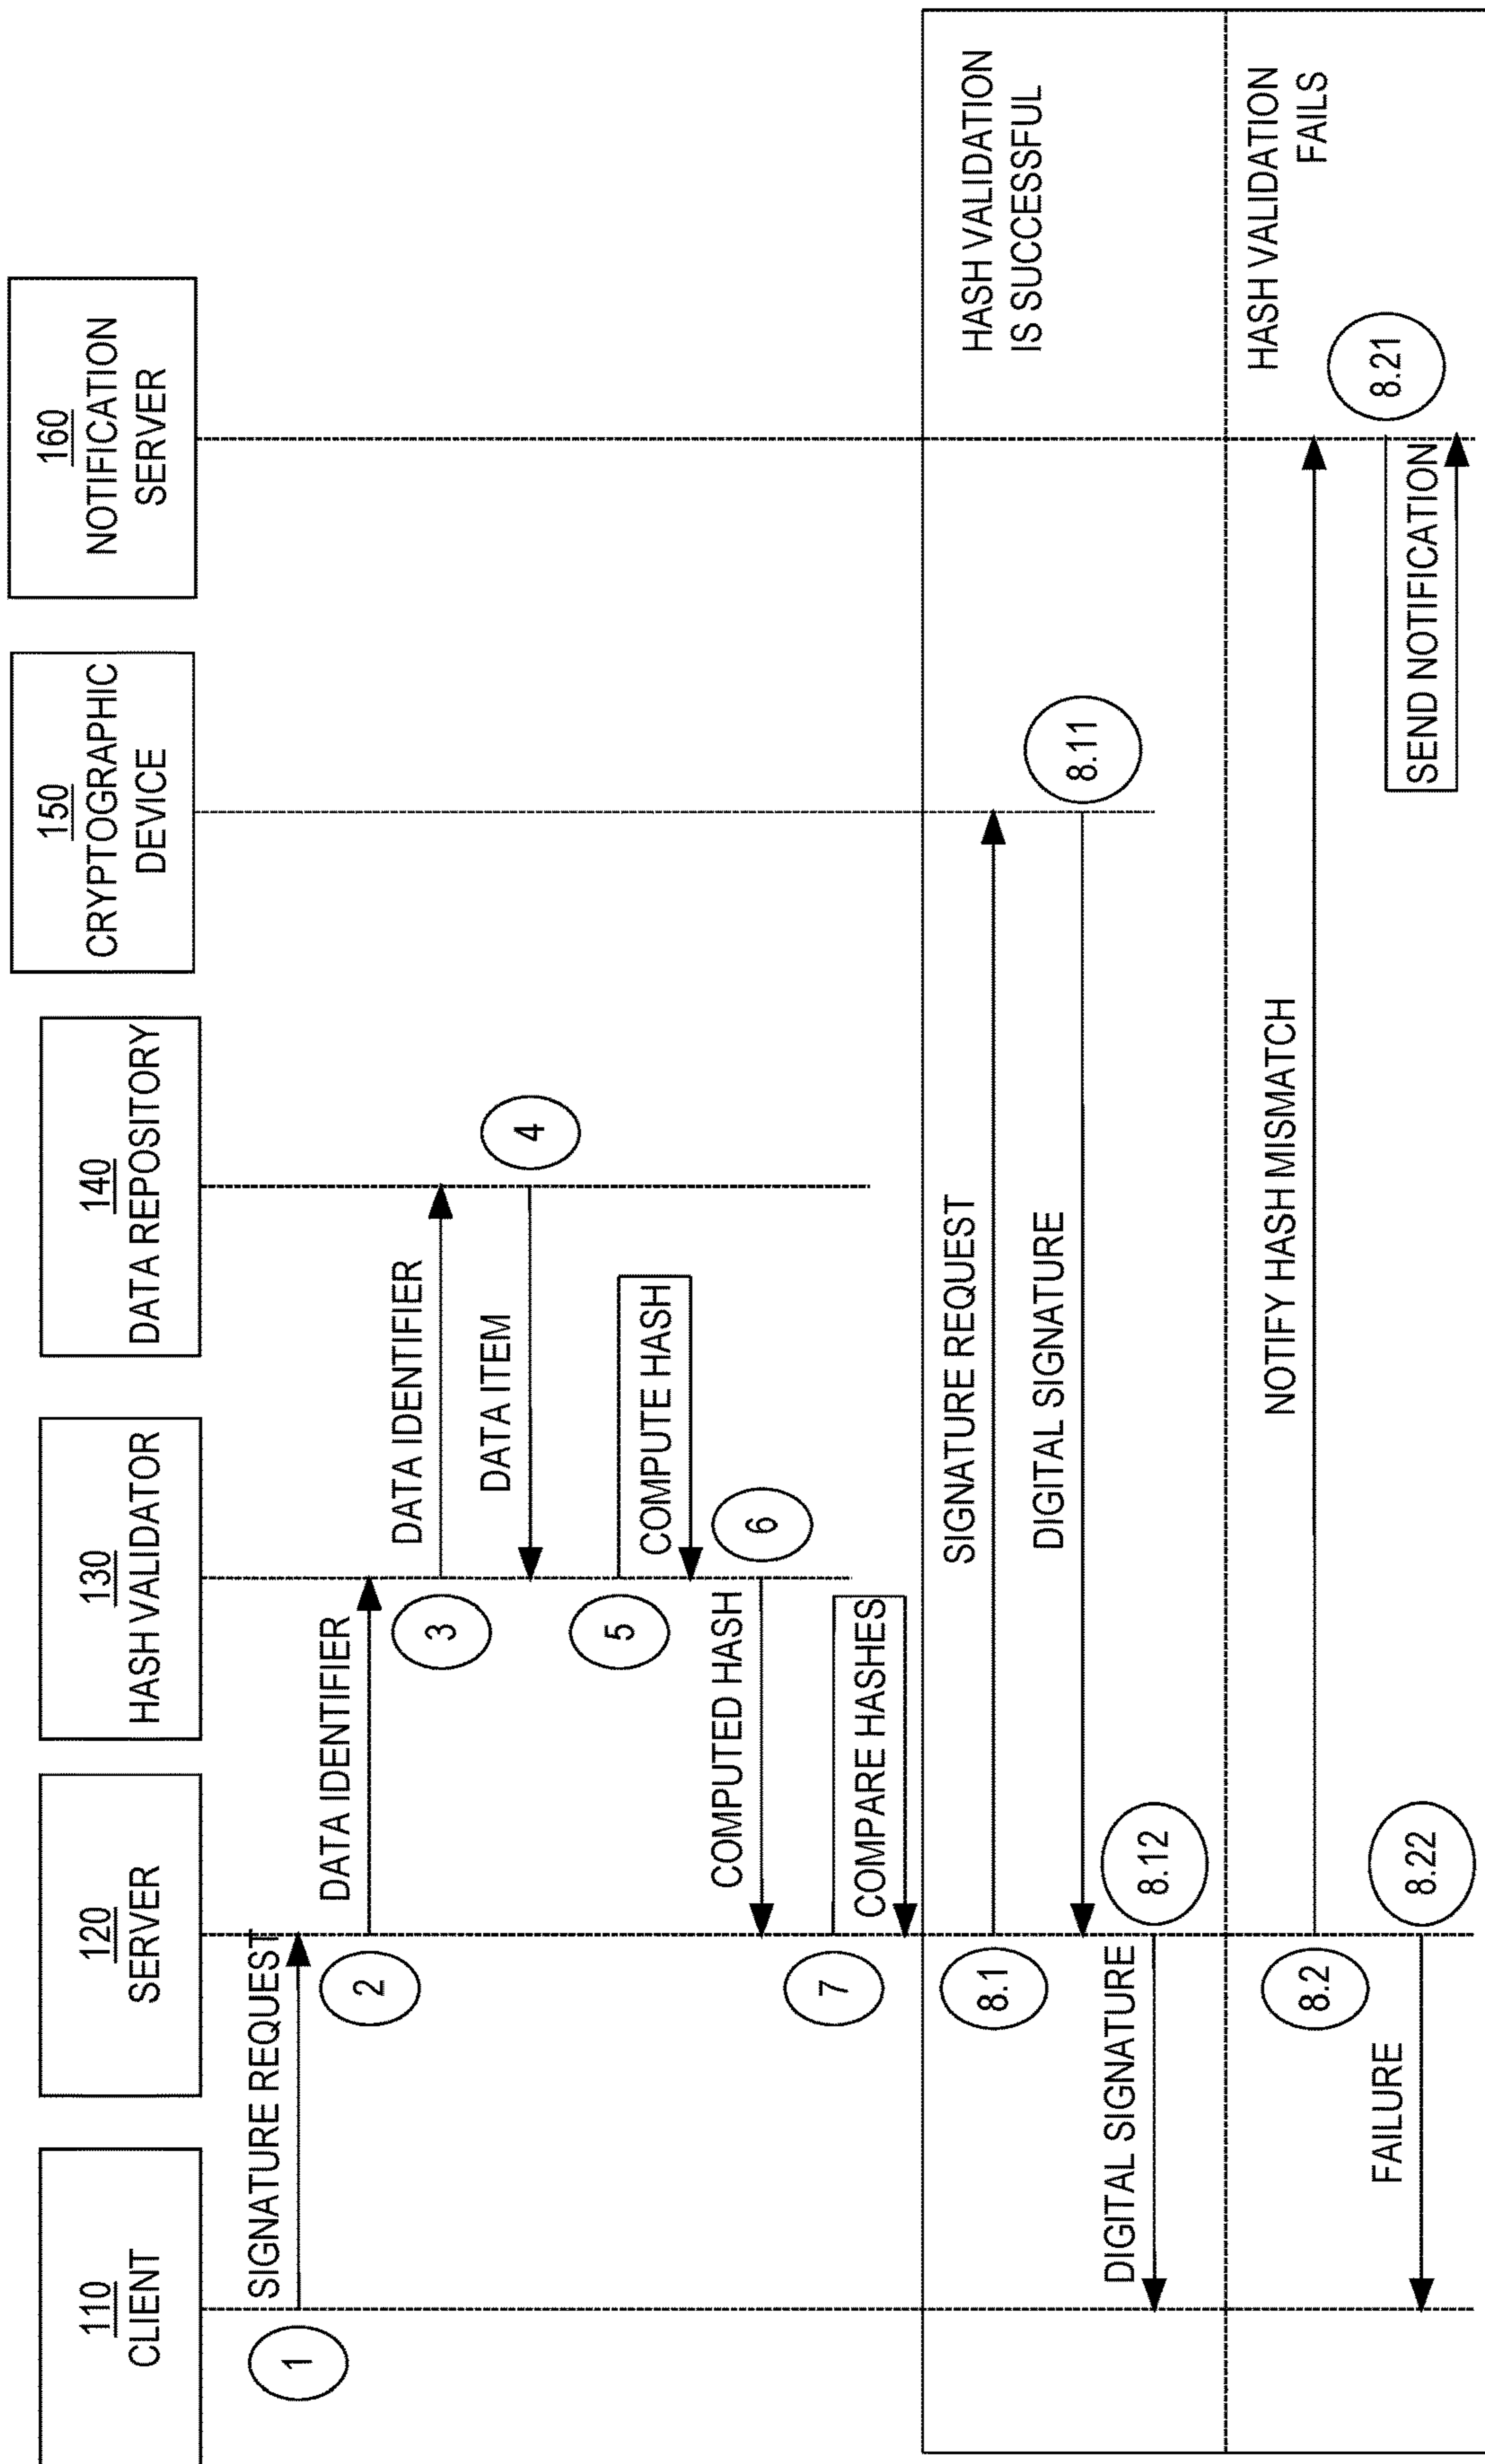 110
CLIENT
120
SERVER
130
HASH VALIDATOR
140
DATA REPOSITORY
150
CRYPTOGRAPHIC
DEVICE
160
NOTIFICATION
SERVER
1
SIGNATURE REQUEST
2
DATA IDENTIFIER
3
DATA IDENTIFIER
DATA ITEM
4
5
COMPUTE HASH
COMPUTED HASH
6
7
COMPARE HASHES
HASH VALIDATION
IS SUCCESSFUL
8.1
SIGNATURE REQUEST
DIGITAL SIGNATURE
8.11
DIGITAL SIGNATURE
8.12
HASH VALIDATION
FAILS
8.2
NOTIFY HASH MISMATCH
8.21
SEND NOTIFICATION
FAILURE
8.22